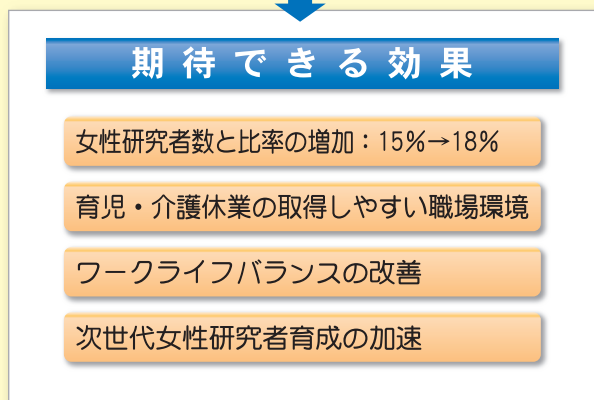 期待できる効果
女性研究者数と比率の増加：15%→18%
育児・介護休業の取得しやすい職場環境
ワークライフバランスの改善
次世代女性研究者育成の加速